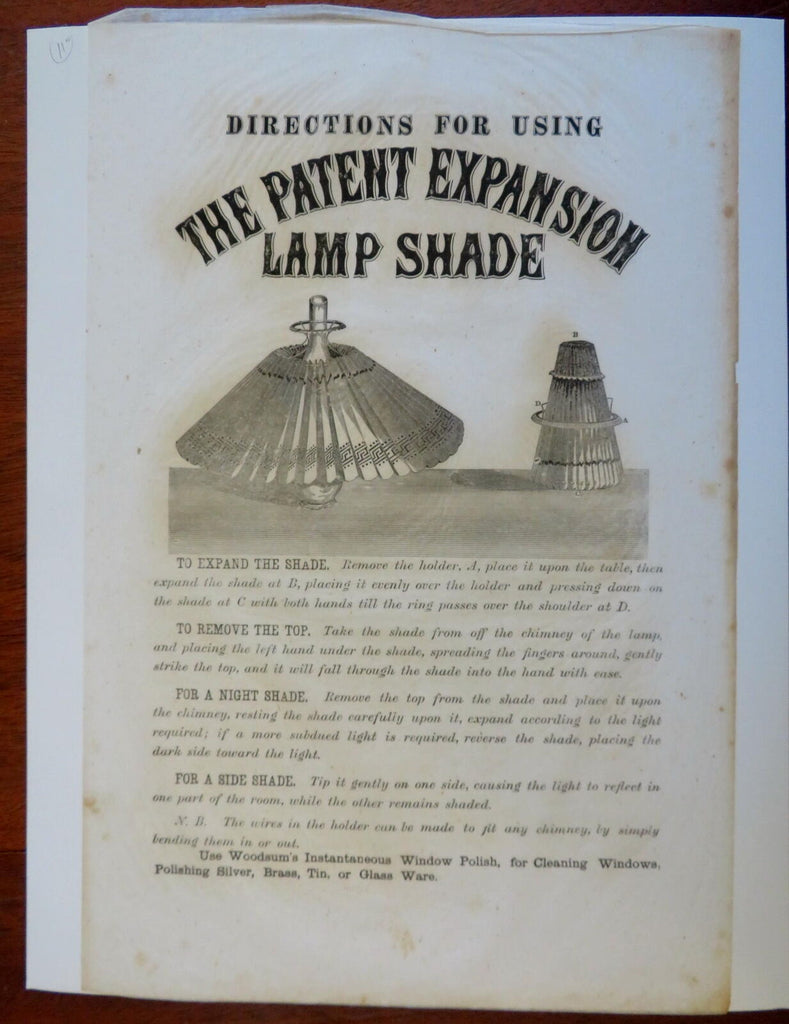 DIRECTIONS FOR USING
THE PATENT EXPANSION
LAMP SHADE
B
D
A
C
TO EXPAND THE SHADE. Remove the holder, A, place it upon the table, then
expand the shade at B, placing it evenly over the holder and pressing down on
the shade at C with both hands till the ring passes over the shoulder at D.
TO REMOVE THE TOP. Take the shade from off the chimney of the lamp,
and placing the left hand under the shade, spreading the fingers around, gently
strike the top, and it will fall through the shade into the hand with ease.
FOR A NIGHT SHADE. Remove the top from the shade and place it upon
the chimney, resting the shade carefully upon it, expand according to the light
required; if a more subdued light is required, reverse the shade, placing the
dark side toward the light.
FOR A SIDE SHADE. Tip it gently on one side, causing the light to reflect in
one part of the room, while the other remains shaded.
N. B. The wires in the holder can be made to fit any chimney, by simply
bending them in or out.
Use Woodsum's Instantaneous Window Polish, for Cleaning Windows,
Polishing Silver, Brass, Tin, or Glass Ware.